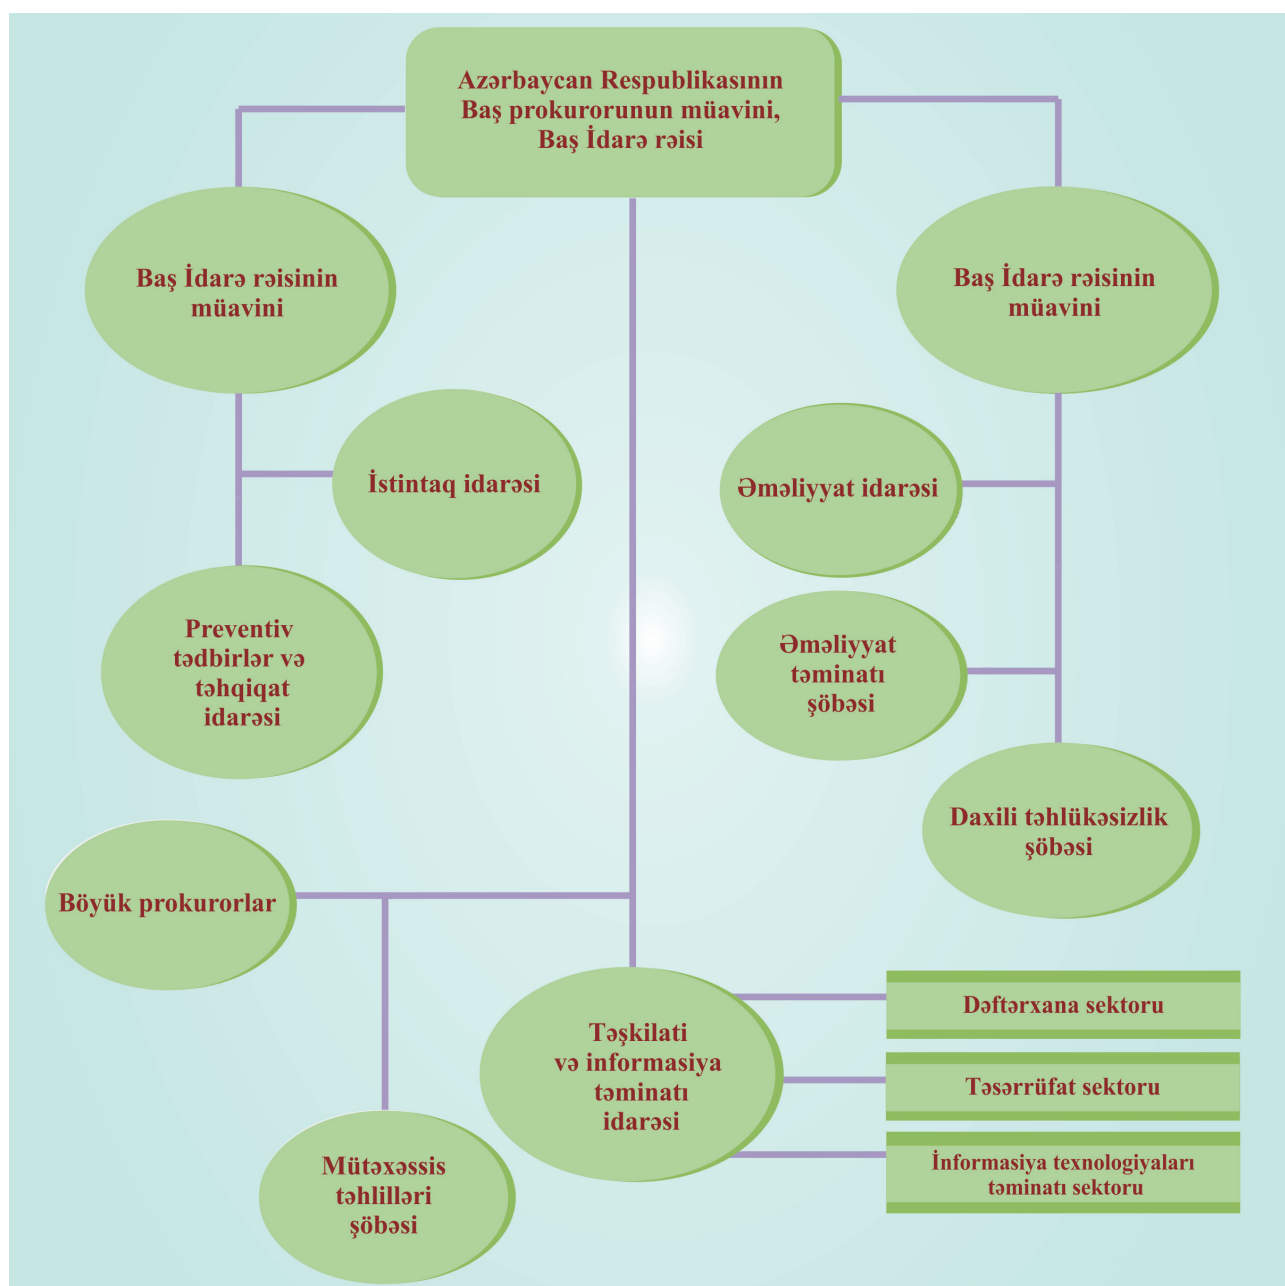 Azərbaycan Respublikasının
Baş prokurorunun müavini,
Baş İdarə rəisi
Baş İdarə rəisinin
müavini
Baş İdarə rəisinin
müavini
İstintaq idarəsi
Əməliyyat idarəsi
Preventiv
tədbirlər və
təhqiqat
idarəsi
Əməliyyat
təminatı
şöbəsi
Daxili təhlükəsizlik
şöbəsi
Böyük prokurorlar
Təşkilati
və informasiya
təminatı
idarəsi
Dəftərxana sektoru
Təsərrüfat sektoru
İnformasiya texnologiyaları
təminatı sektoru
Mütəxəssis
təhlilləri
şöbəsi